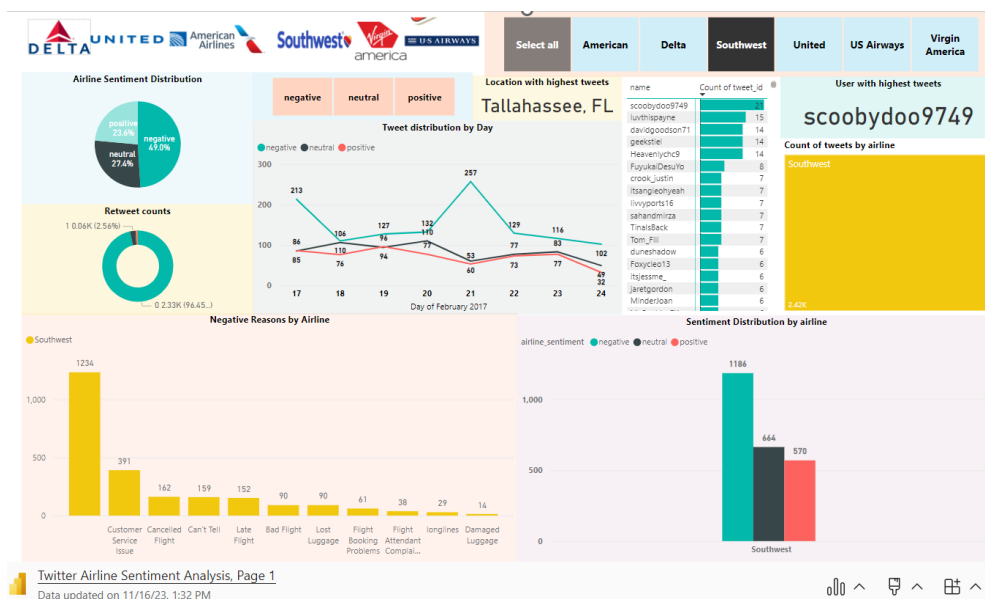 DELTA
UNITED
American
Airlines
Southwest
Virgin
america
U·S AIRWAYS
Select all
American
Delta
Southwest
United
US Airways
Virgin
America
Airline Sentiment Distribution
positive
23.6%
negative
49.0%
neutral
27.4%
negative
neutral
positive
Location with highest tweets
Tallahassee, FL
name Count of tweet_id
scoobydoo9749 21
luvthispayne 15
davidgoodson71 14
geekstiel 14
Heavenlychc9 14
FuyukaiDesuYo 8
crook_justin 7
Itsangieohyeah 7
livvyports16 7
sahandmirza 7
TinaIsBack 7
Tom_Fili 7
duneshadow 6
Foxycleo13 6
Itsjessme_ 6
Jaretgordon 6
MinderJoan 6
User with highest tweets
scoobydoo9749
Count of tweets by airline
Southwest
2.42K
Retweet counts
1 0.06K (2.56%)
0 2.33K (96.45...)
Tweet distribution by Day
negative neutral positive
300
200
100
0
213
106
127
132
257
129
116
102
86
110
96
110
53
77
83
49
85
76
94
77
60
73
77
32
17 18 19 20 21 22 23 24
Day of February 2017
Negative Reasons by Airline
Southwest
1,000
500
0
1234
391
162
159
152
90
90
61
38
29
14
Customer
Service
Issue
Cancelled
Flight
Can't Tell
Late
Flight
Bad Flight
Lost
Luggage
Flight
Booking
Problems
Flight
Attendant
Complai...
longlines
Damaged
Luggage
Sentiment Distribution by airline
airline_sentiment negative neutral positive
1,000
500
0
1186
664
570
Southwest
Twitter Airline Sentiment Analysis, Page 1
Data updated on 11/16/23, 1:32 PM